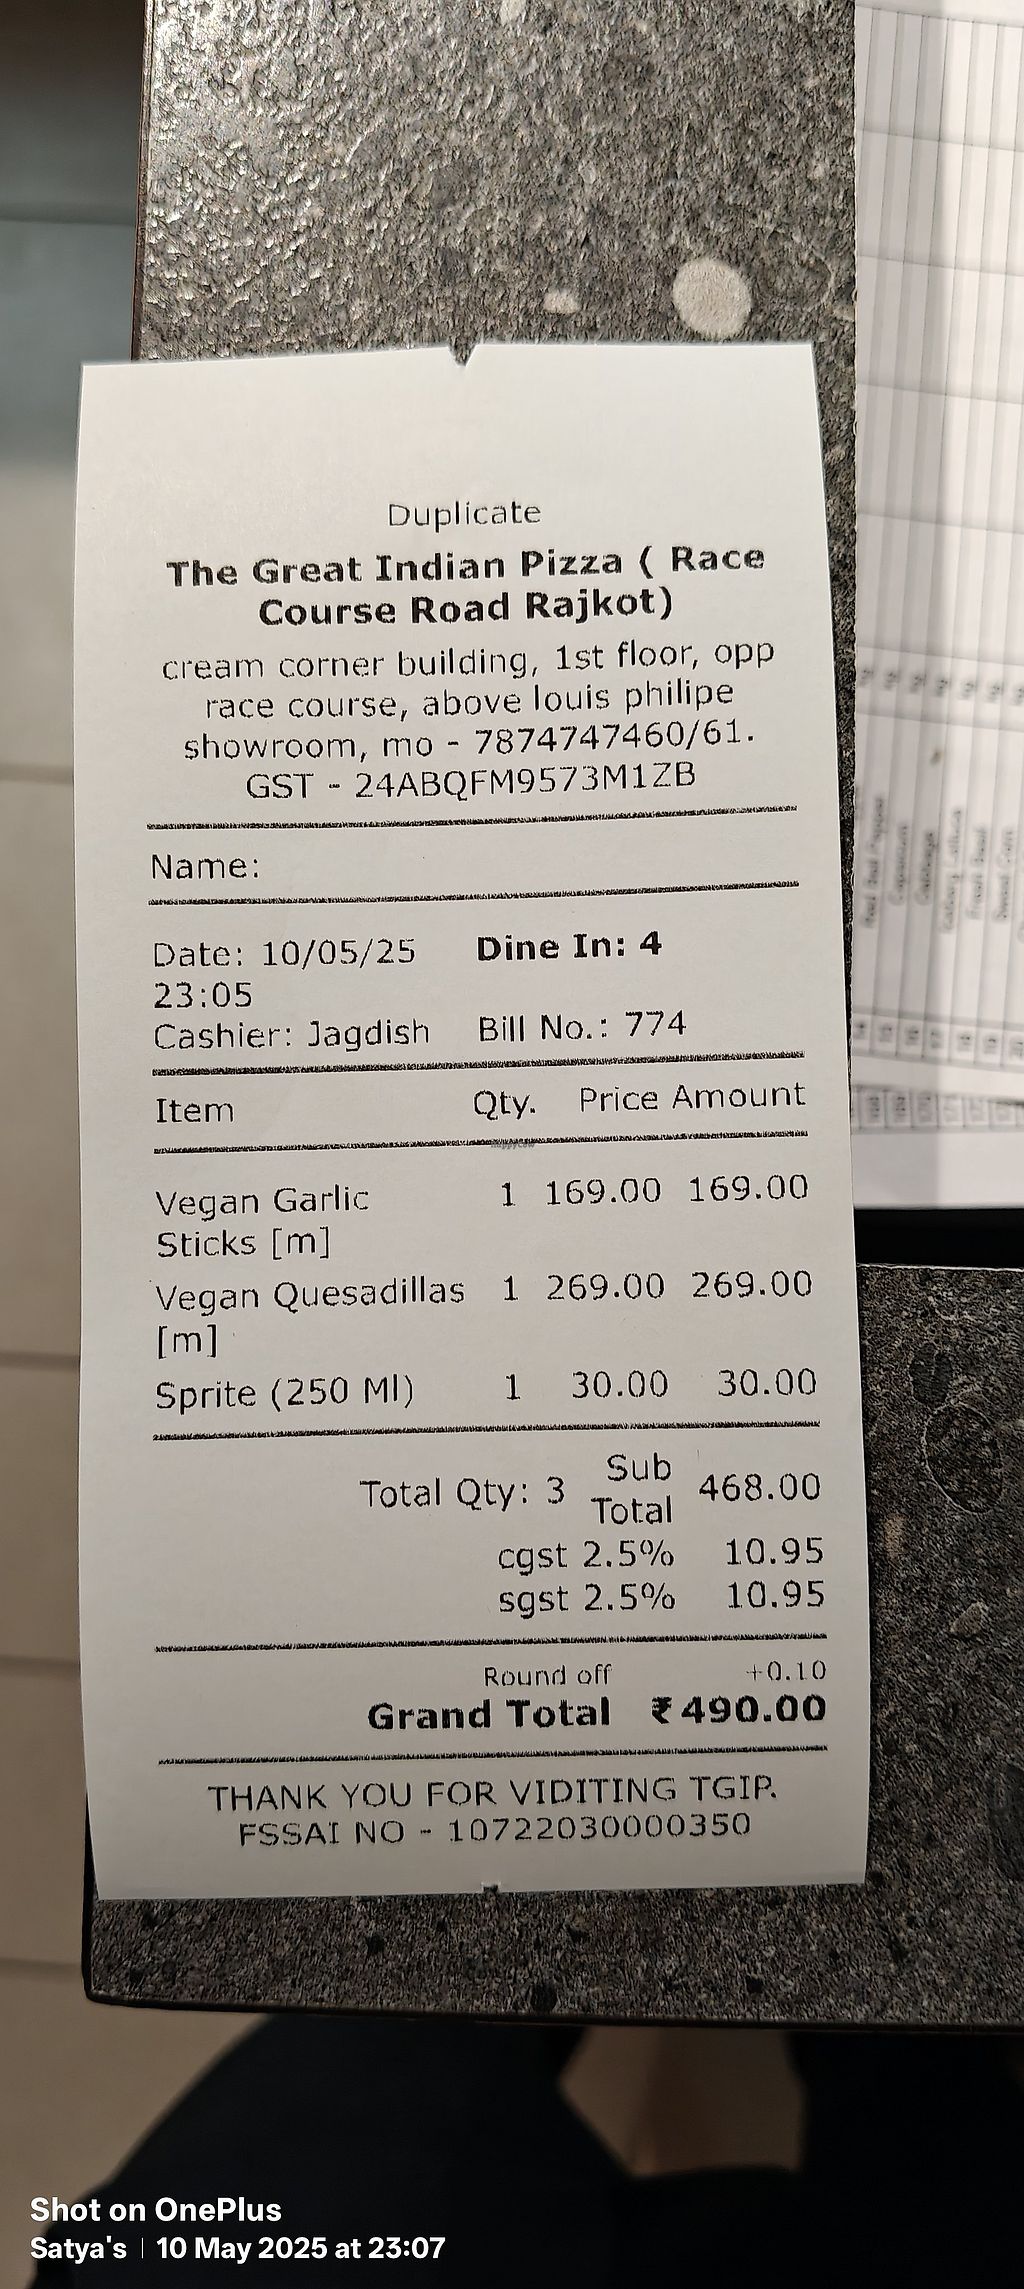 Duplicate
The Great Indian Pizza ( Race
Course Road Rajkot)
cream corner building, 1st floor, opp
race course, above louis philipe
showroom, mo - 7874747460/61.
GST - 24ABQFM9573M1ZB
Name:
Date: 10/05/25 Dine In: 4
23:05
Cashier: Jagdish Bill No.: 774
Item Qty. Price Amount
happycow
Vegan Garlic 1 169.00 169.00
Sticks [m]
Vegan Quesadillas 1 269.00 269.00
[m]
Sprite (250 Ml) 1 30.00 30.00
Total Qty: 3 Sub Total 468.00
cgst 2.5% 10.95
sgst 2.5% 10.95
Round off +0.10
Grand Total ₹490.00
THANK YOU FOR VIDITING TGIP.
FSSAI NO - 10722030000350
Shot on OnePlus
Satya's | 10 May 2025 at 23:07